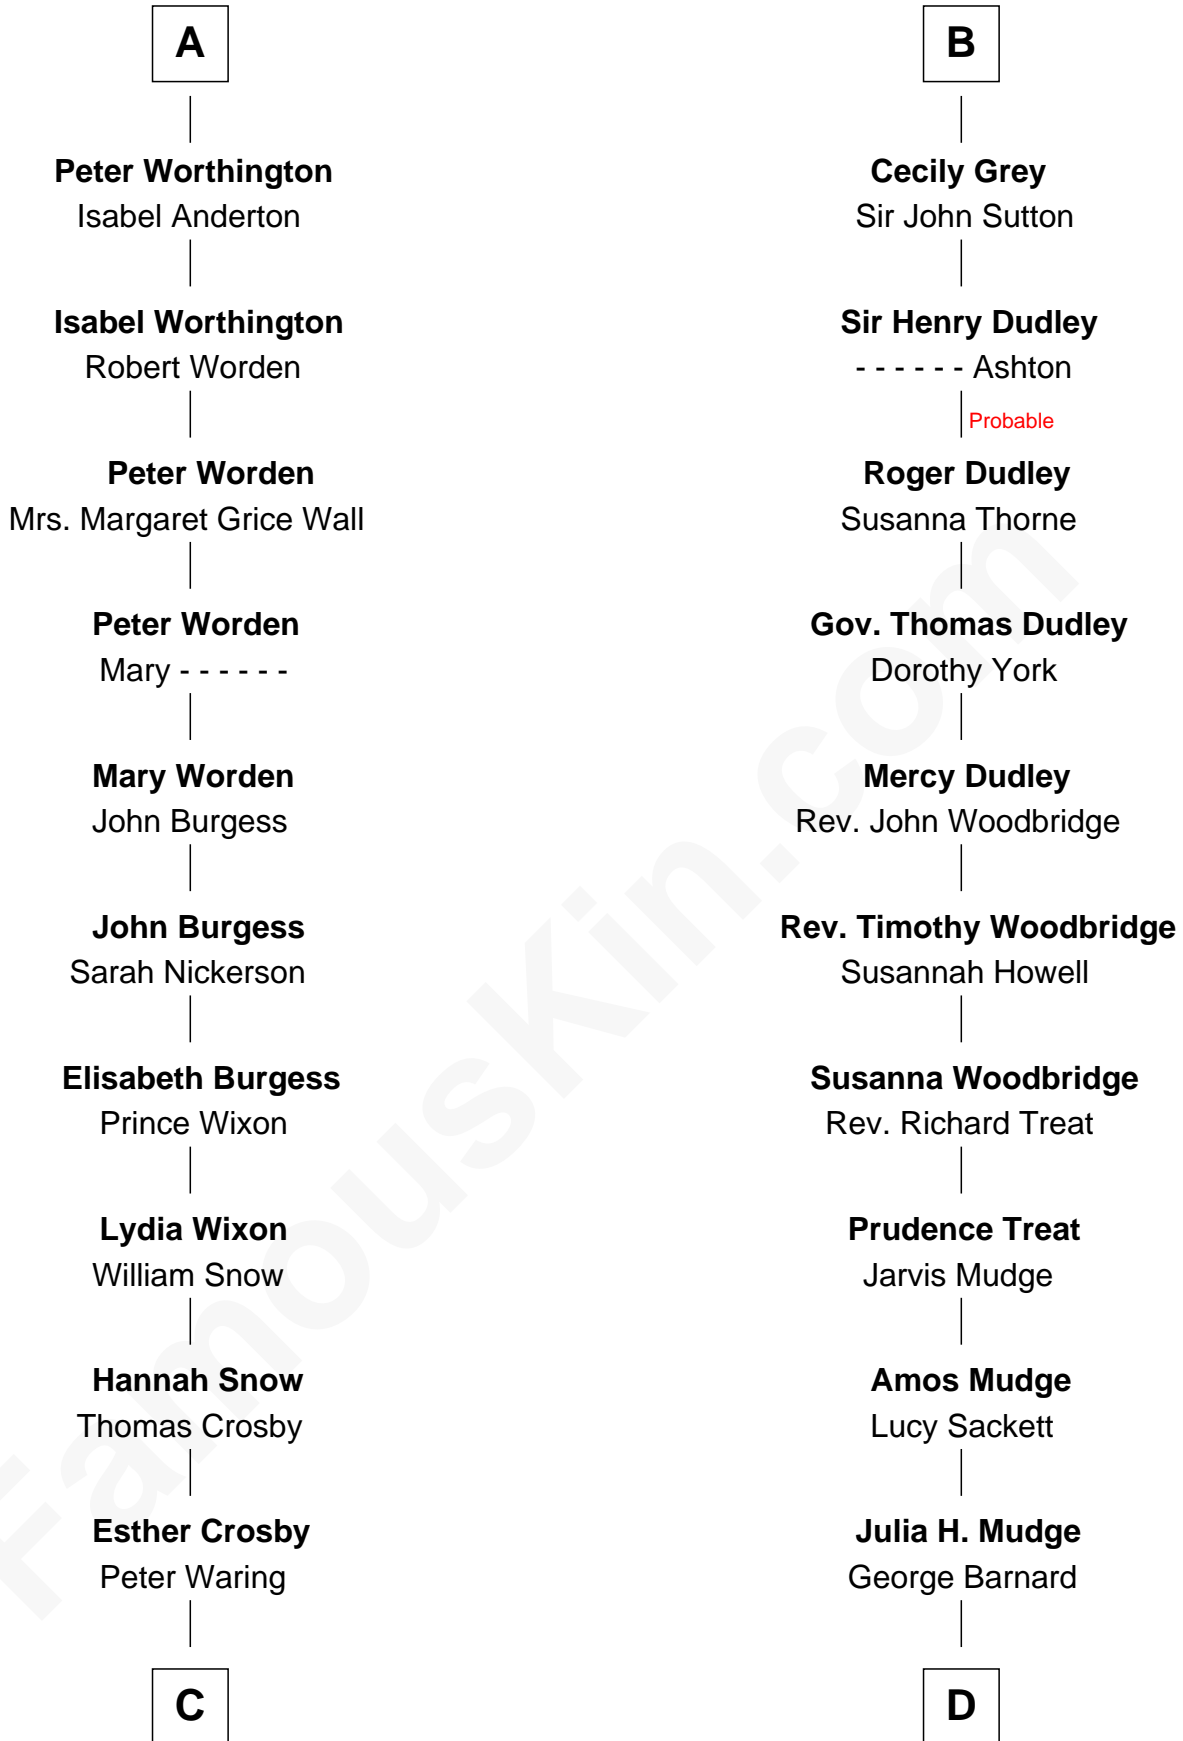 A
Peter Worthington
Isabel Anderton
Isabel Worthington
Robert Worden
Peter Worden
Mrs. Margaret Grice Wall
Peter Worden
Mary - - - - - -
Mary Worden
John Burgess
John Burgess
Sarah Nickerson
Elisabeth Burgess
Prince Wixon
Lydia Wixon
William Snow
Hannah Snow
Thomas Crosby
Esther Crosby
Peter Waring
C
B
Cecily Grey
Sir John Sutton
Sir Henry Dudley
- - - - - - Ashton
Probable
Roger Dudley
Susanna Thorne
Gov. Thomas Dudley
Dorothy York
Mercy Dudley
Rev. John Woodbridge
Rev. Timothy Woodbridge
Susannah Howell
Susanna Woodbridge
Rev. Richard Treat
Prudence Treat
Jarvis Mudge
Amos Mudge
Lucy Sackett
Julia H. Mudge
George Barnard
D
FamousKin.com